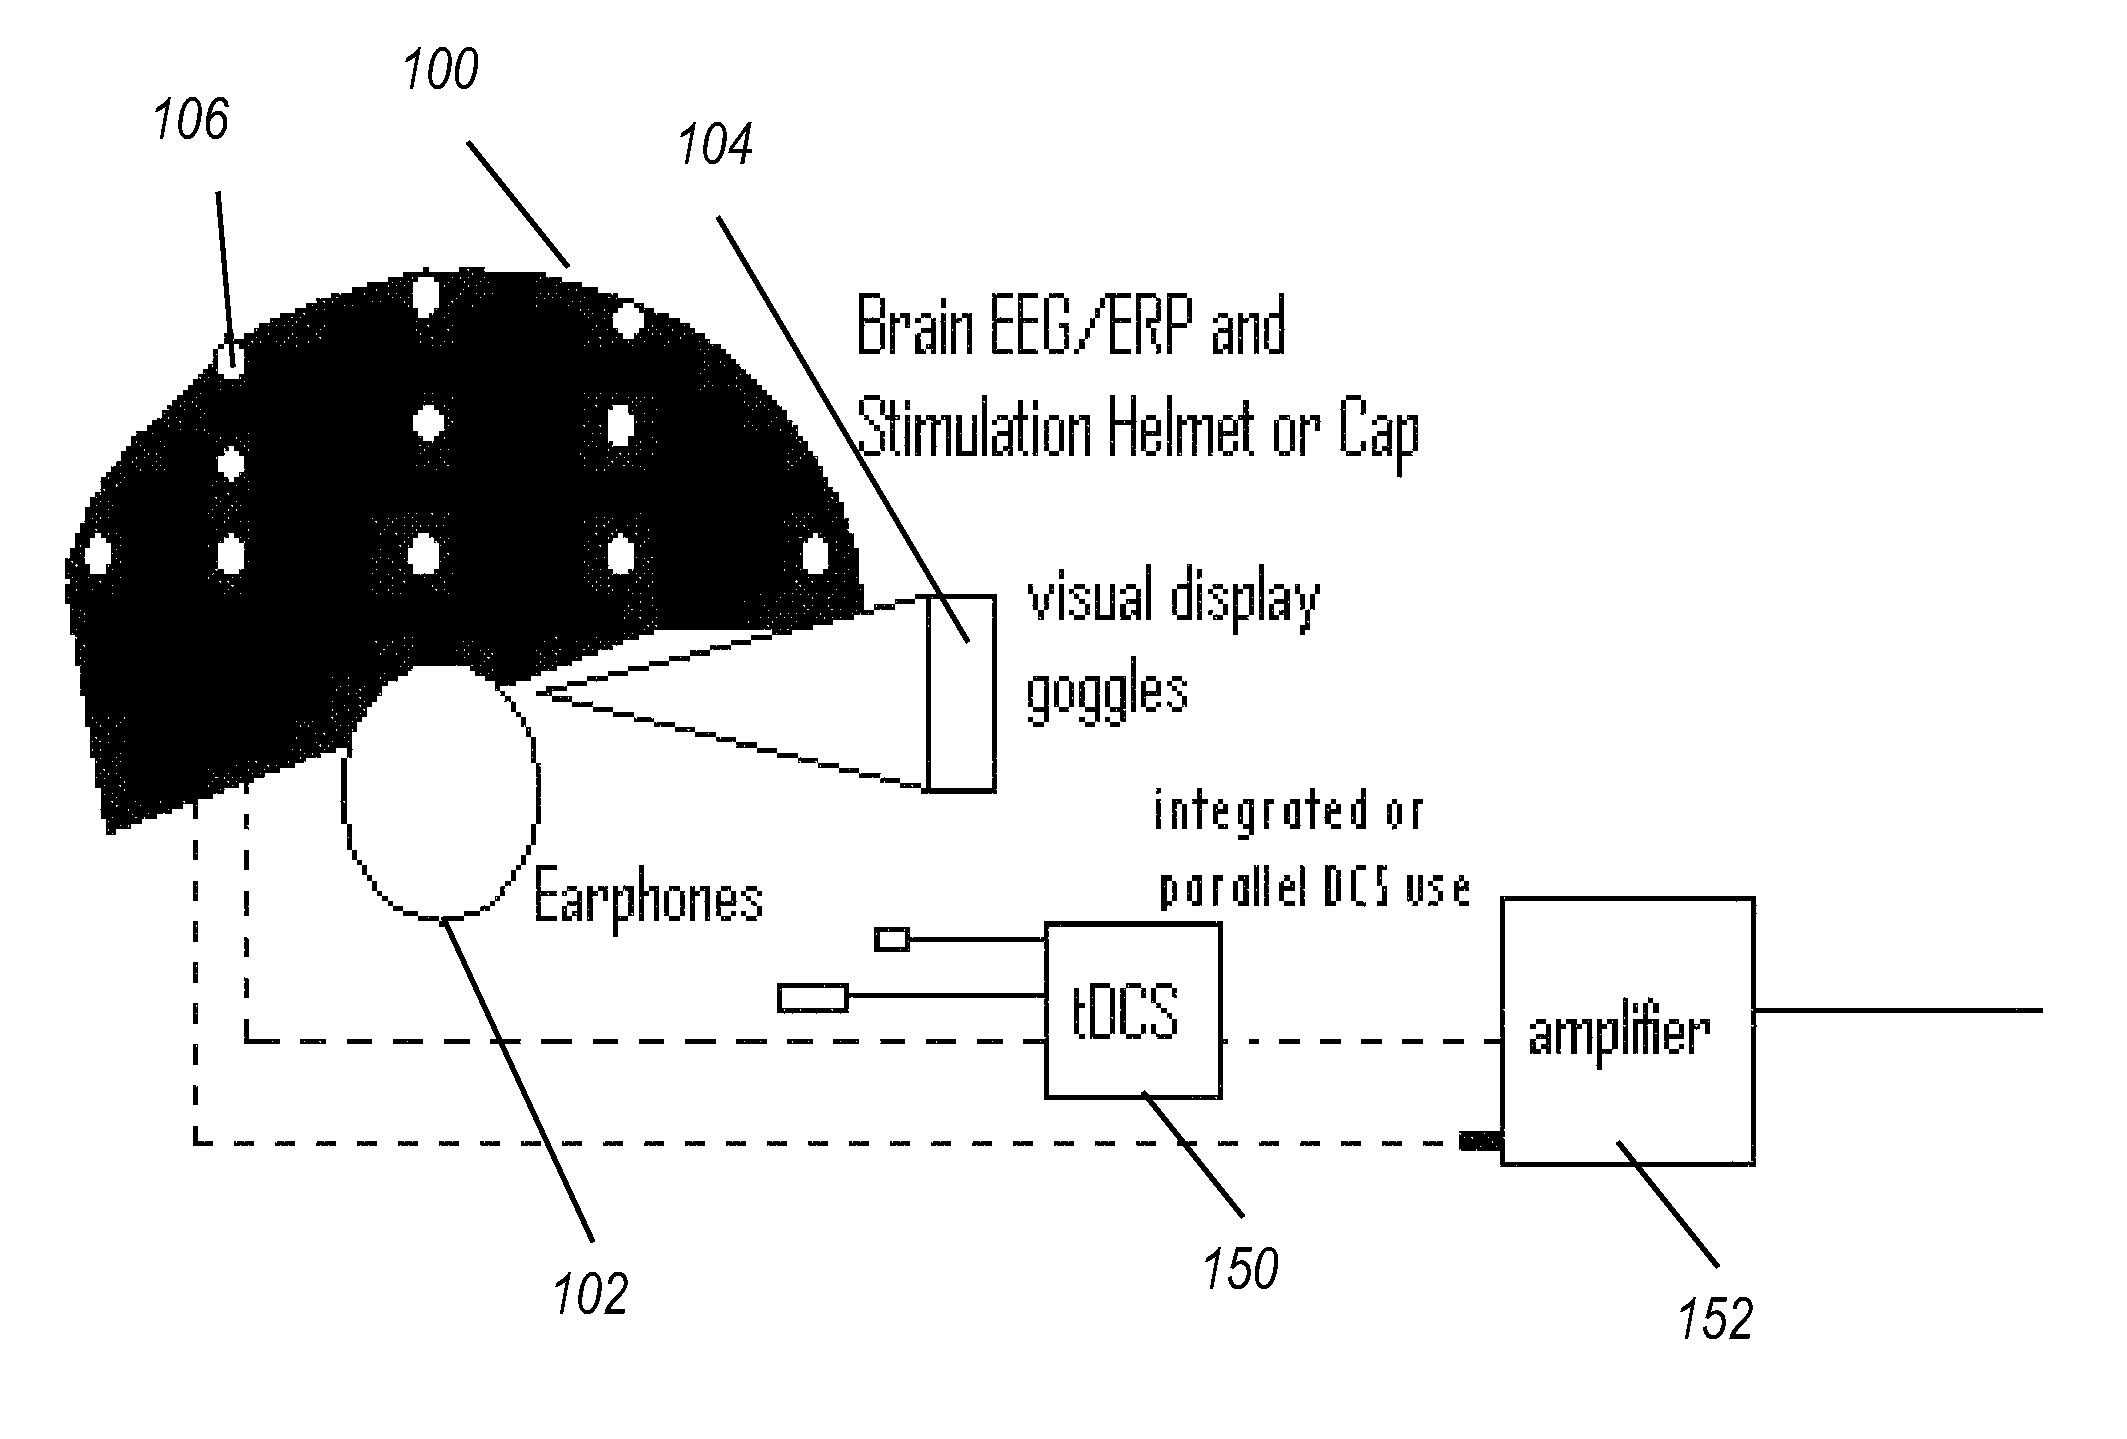 100
106
104
Brain EEG/ERP and
Stimulation Helmet or Cap
visual display
goggles
integrated or
parallel DCS use
Earphones
tDCS
amplifier
150
102
152